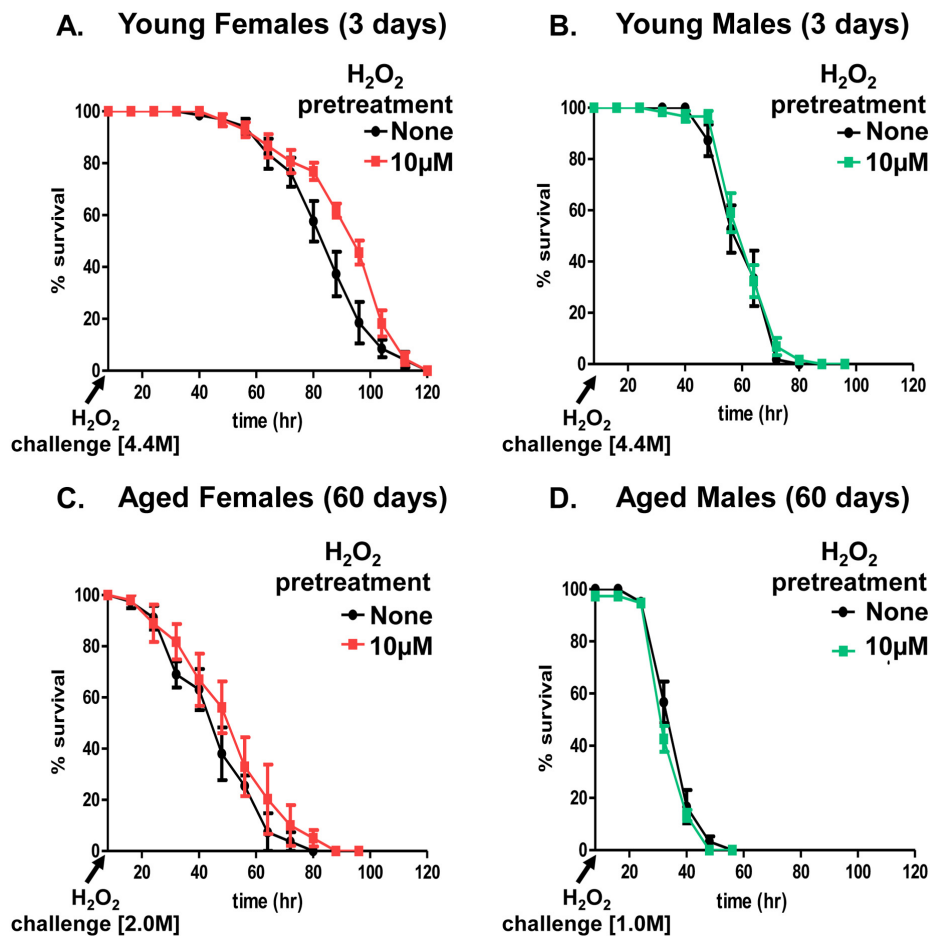 A. Young Females (3 days)
H₂O₂
pretreatment
None
10µM
100
80
60
40
20
0
% survival
20 40 60 80 100 120
time (hr)
H₂O₂
challenge [4.4M]
B. Young Males (3 days)
H₂O₂
pretreatment
None
10µM
100
80
60
40
20
0
% survival
20 40 60 80 100 120
time (hr)
H₂O₂
challenge [4.4M]
C. Aged Females (60 days)
H₂O₂
pretreatment
None
10µM
100
80
60
40
20
0
% survival
20 40 60 80 100 120
time (hr)
H₂O₂
challenge [2.0M]
D. Aged Males (60 days)
H₂O₂
pretreatment
None
10µM
100
80
60
40
20
0
% survival
20 40 60 80 100 120
time (hr)
H₂O₂
challenge [1.0M]